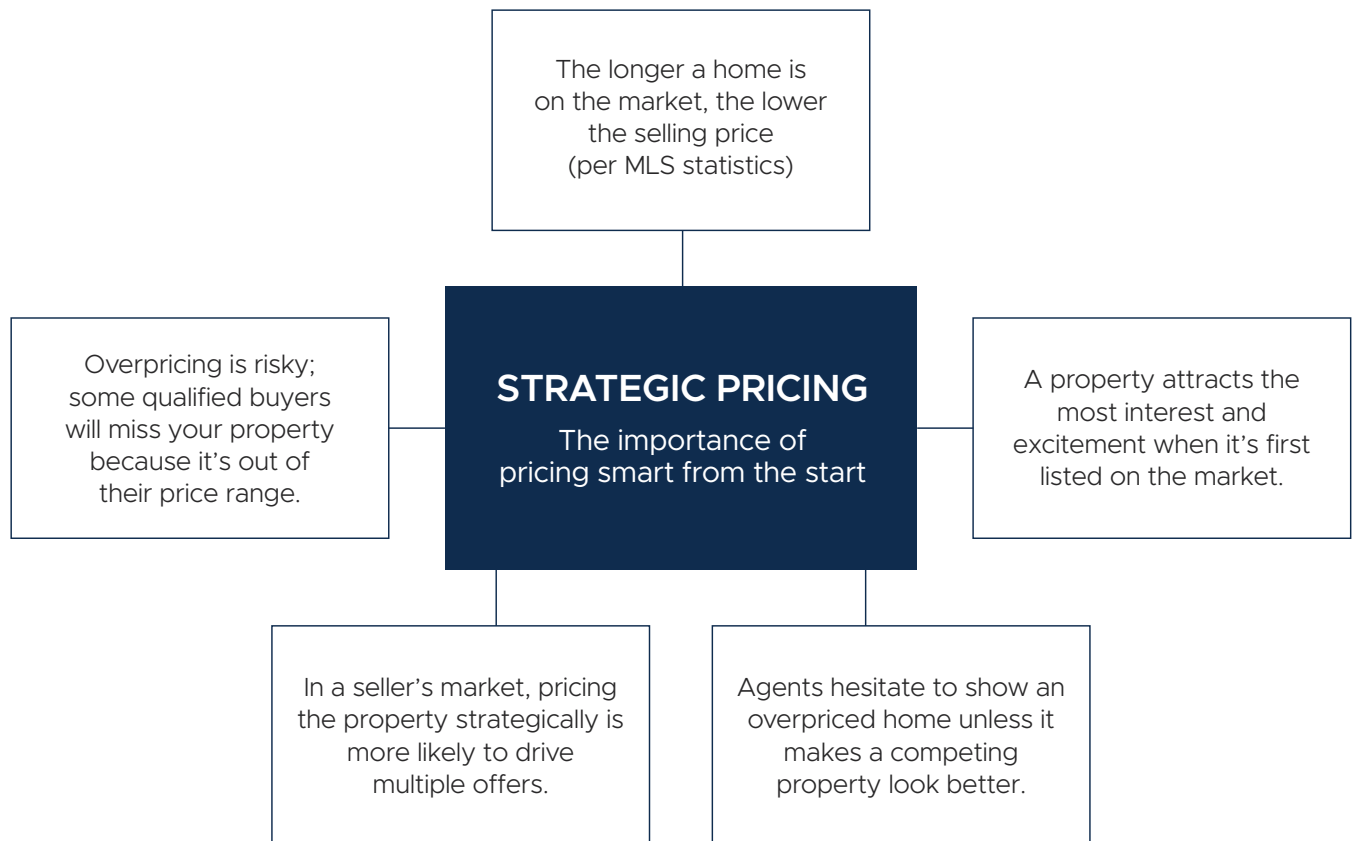 The longer a home is
on the market, the lower
the selling price
(per MLS statistics)
Overpricing is risky;
some qualified buyers
will miss your property
because it’s out of
their price range.
STRATEGIC PRICING
The importance of
pricing smart from the start
A property attracts the
most interest and
excitement when it’s first
listed on the market.
In a seller’s market, pricing
the property strategically is
more likely to drive
multiple offers.
Agents hesitate to show an
overpriced home unless it
makes a competing
property look better.